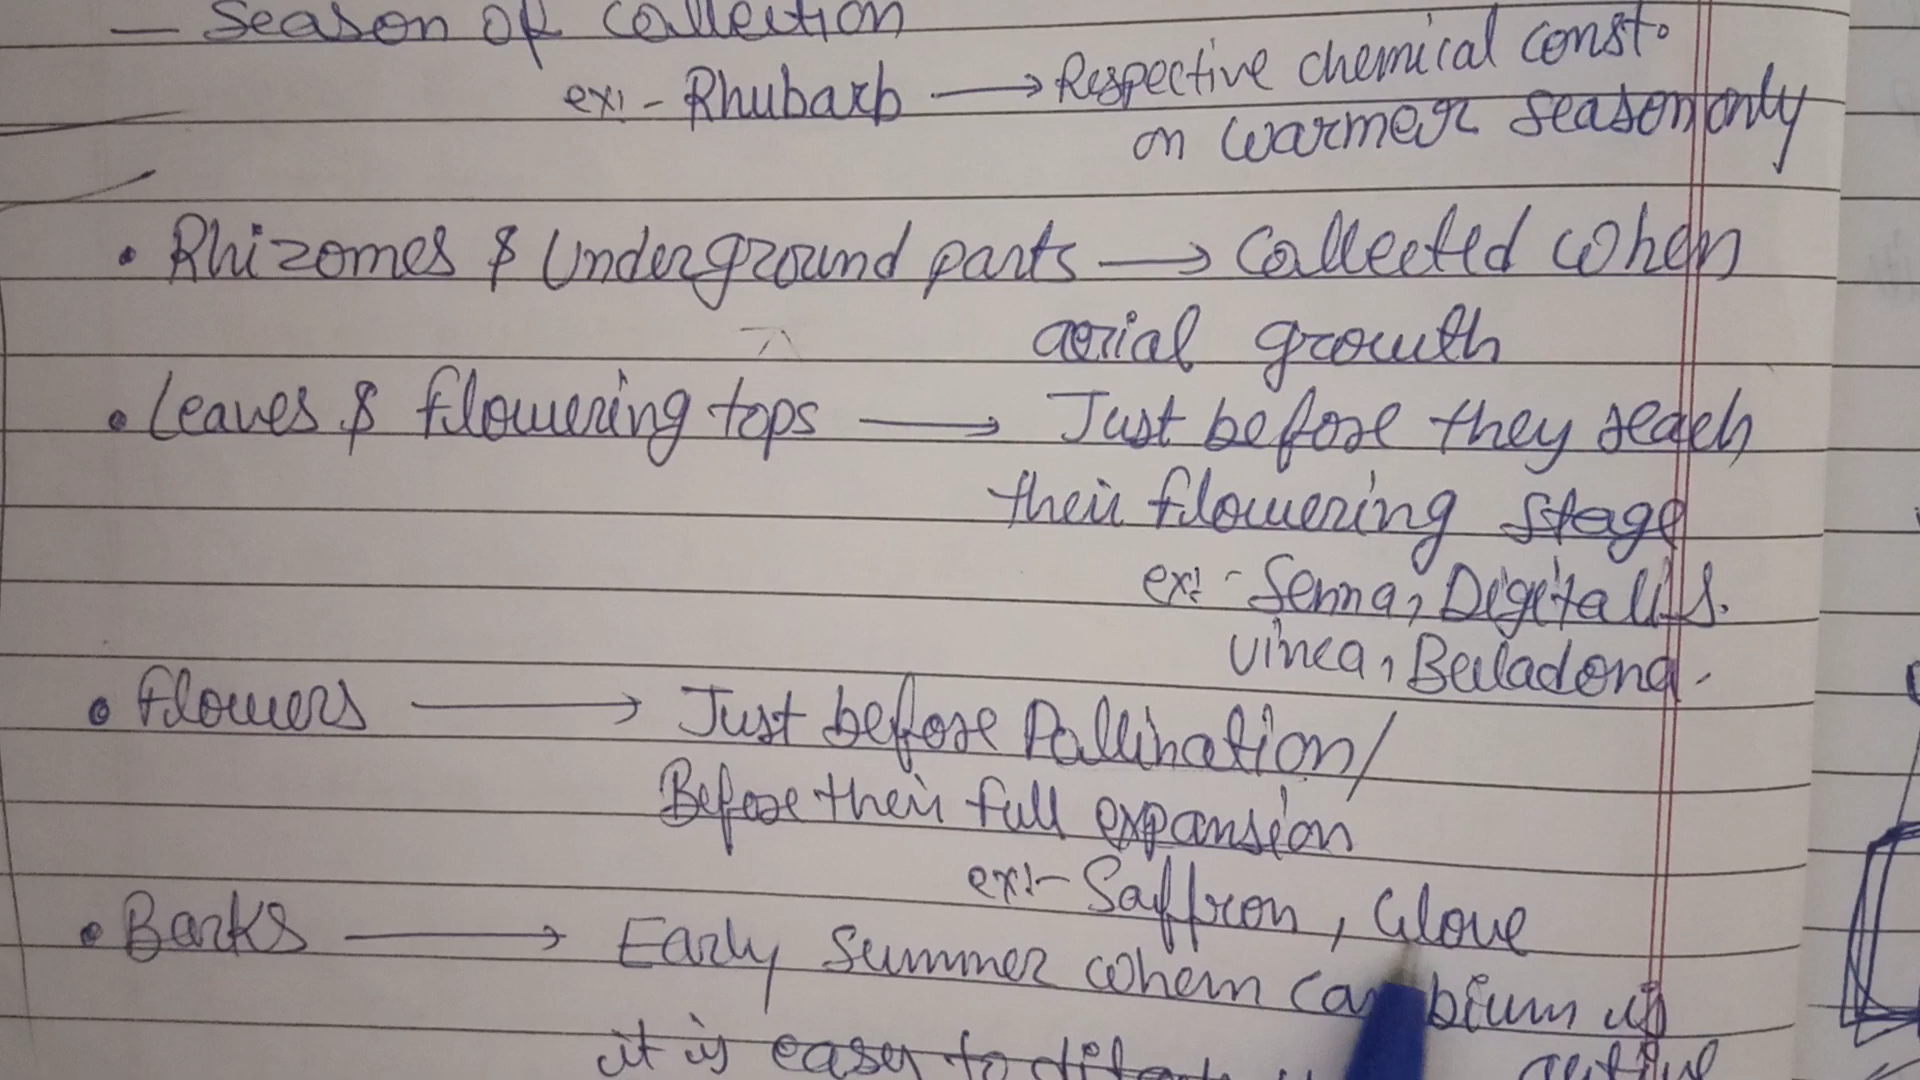 — Season of Collection
ex:- Rhubarb → Respective chemical const.
on warmer season only
• Rhizomes & Underground parts → Collected when
aerial growth
• Leaves & flowering tops → Just before they reach
their flowering stage
ex:- Senna, Digitalis.
vinca, Belladona.
• flowers → Just before Pallination/
Before their full expansion
ex:- Saffron, Clove
• Barks → Early summer when cambium is
it is easy to